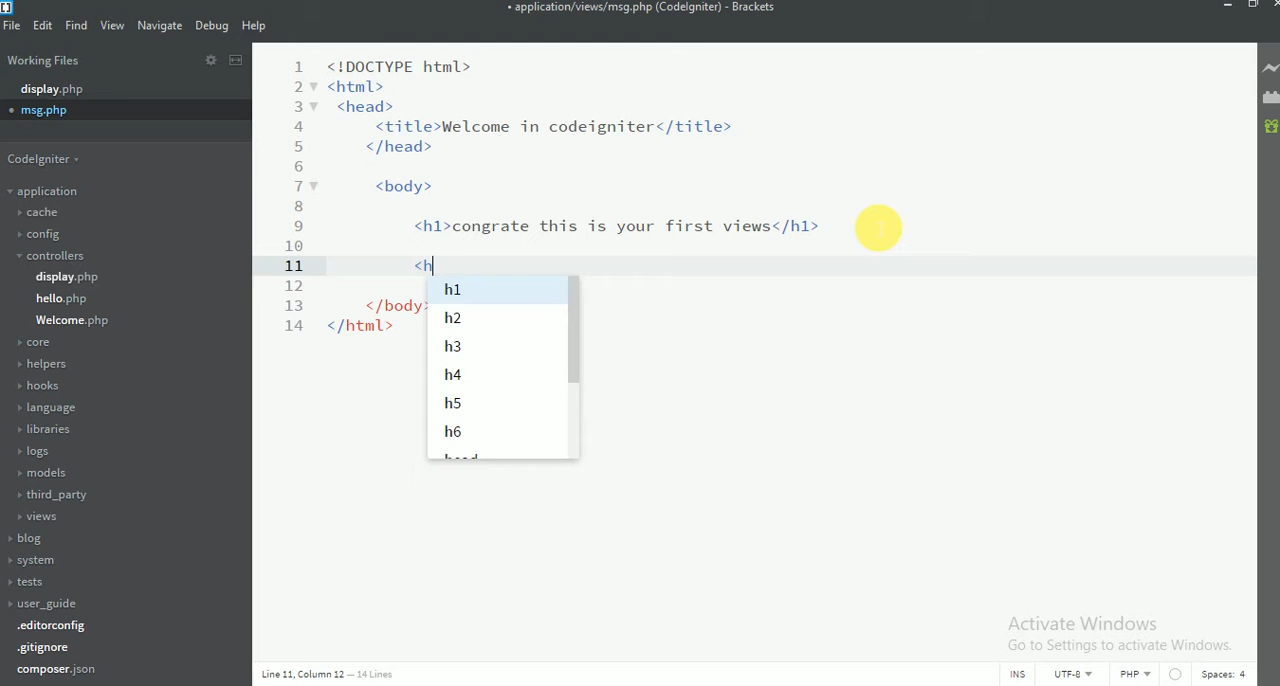 • application/views/msg.php (CodeIgniter) - Brackets
File Edit Find View Navigate Debug Help
Working Files
display.php
• msg.php
CodeIgniter
application
cache
config
controllers
display.php
hello.php
Welcome.php
core
helpers
hooks
language
libraries
logs
models
third_party
views
blog
system
tests
user_guide
.editorconfig
.gitignore
composer.json
1 <!DOCTYPE html>
2 <html>
3 <head>
4 <title>Welcome in codeigniter</title>
5 </head>
6
7 <body>
8
9 <h1>congrate this is your first views</h1>
10
11 <h
12
13 </body>
14 </html>
h1
h2
h3
h4
h5
h6
Activate Windows
Go to Settings to activate Windows.
Line 11, Column 12 — 14 Lines
INS UTF-8 PHP Spaces: 4